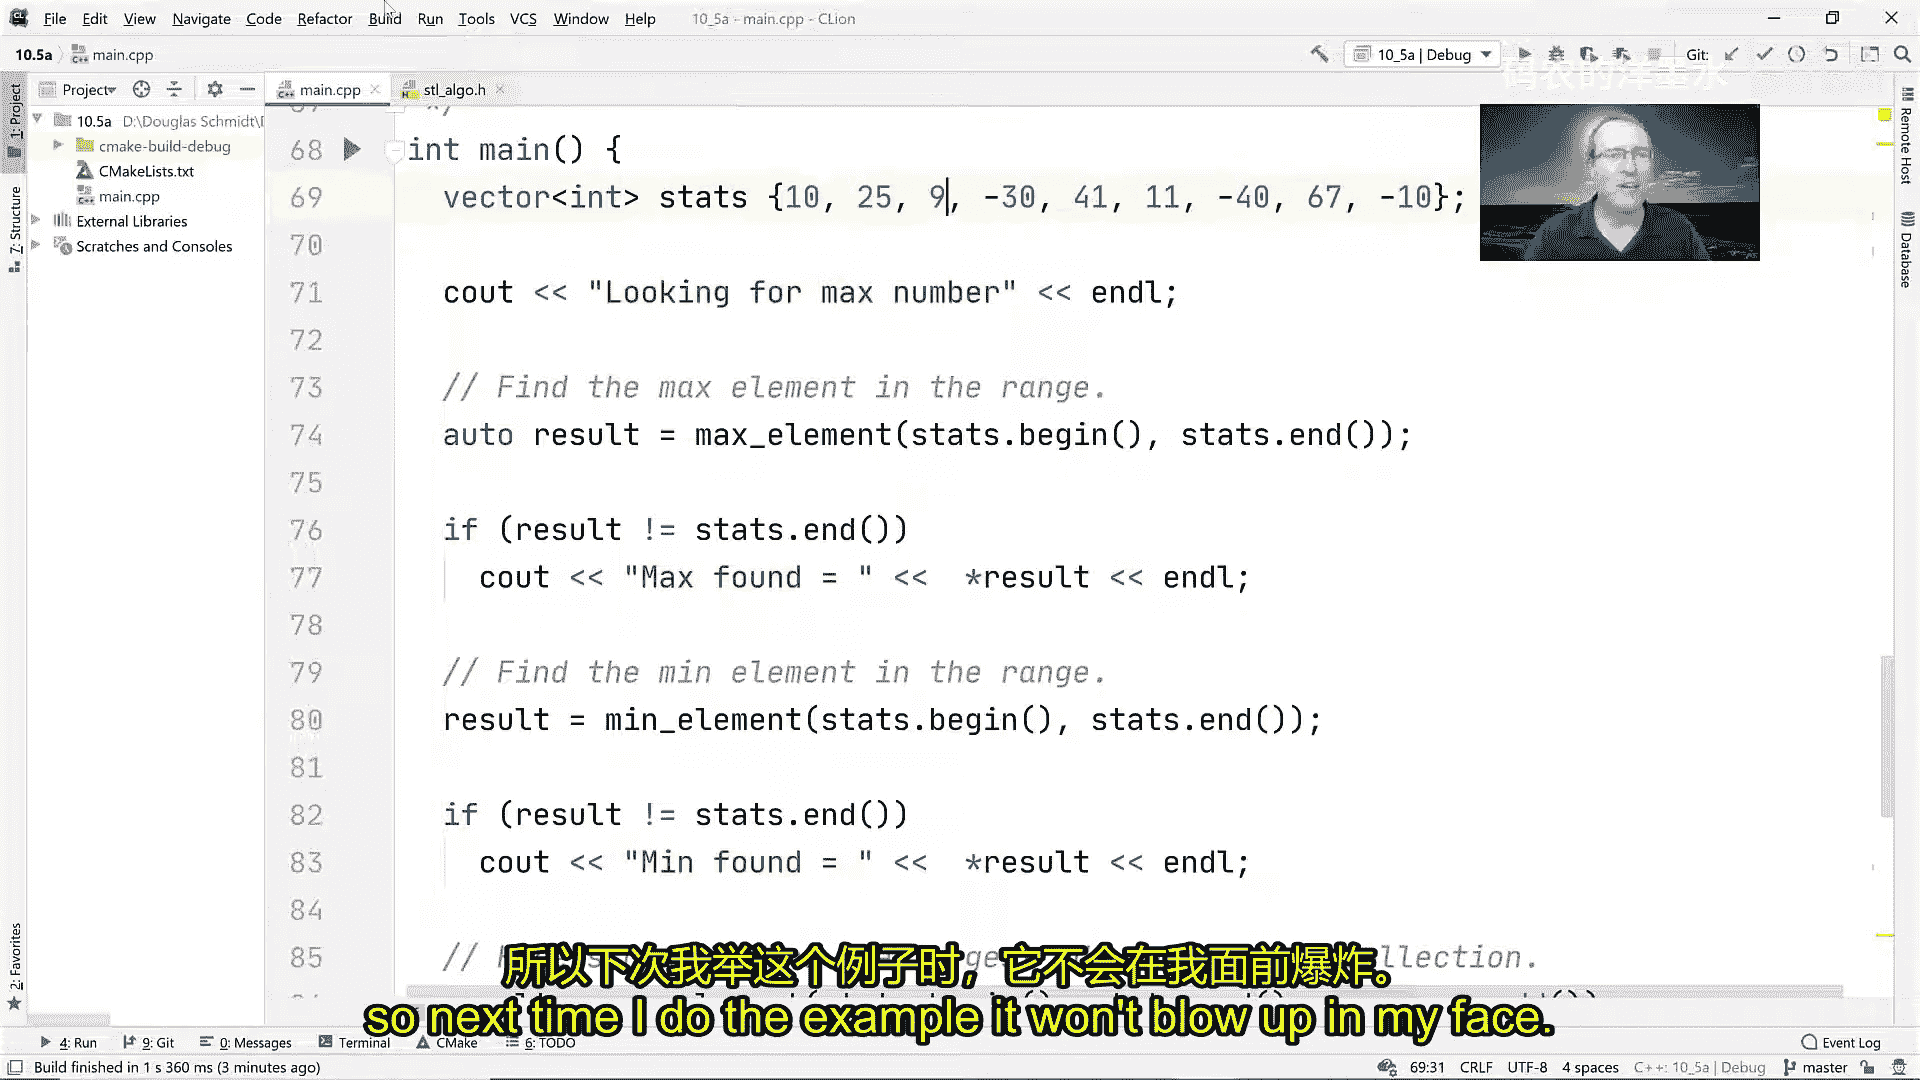 File Edit View Navigate Code Refactor Build Run Tools VCS Window Help 10_5a - main.cpp - CLion
10.5a main.cpp 10_5a | Debug Git:
码农的洋墨水
Project main.cpp stl_algo.h
1: Project
7: Structure
2: Favorites
10.5a D:\Douglas Schmidt\
cmake-build-debug
CMakeLists.txt
main.cpp
External Libraries
Scratches and Consoles
Remote Host
Database
67 */
68 int main() {
69 vector<int> stats {10, 25, 9, -30, 41, 11, -40, 67, -10};
70
71 cout << "Looking for max number" << endl;
72
73 // Find the max element in the range.
74 auto result = max_element(stats.begin(), stats.end());
75
76 if (result != stats.end())
77 cout << "Max found = " << *result << endl;
78
79 // Find the min element in the range.
80 result = min_element(stats.begin(), stats.end());
81
82 if (result != stats.end())
83 cout << "Min found = " << *result << endl;
84
85 //
所以下次我举这个例子时，它不会在我面前爆炸。
so next time I do the example it won't blow up in my face.
4: Run 9: Git 0: Messages Terminal CMake 6: TODO Event Log
Build finished in 1 s 360 ms (3 minutes ago) 69:31 CRLF UTF-8 4 spaces C++: 10_5a | Debug master